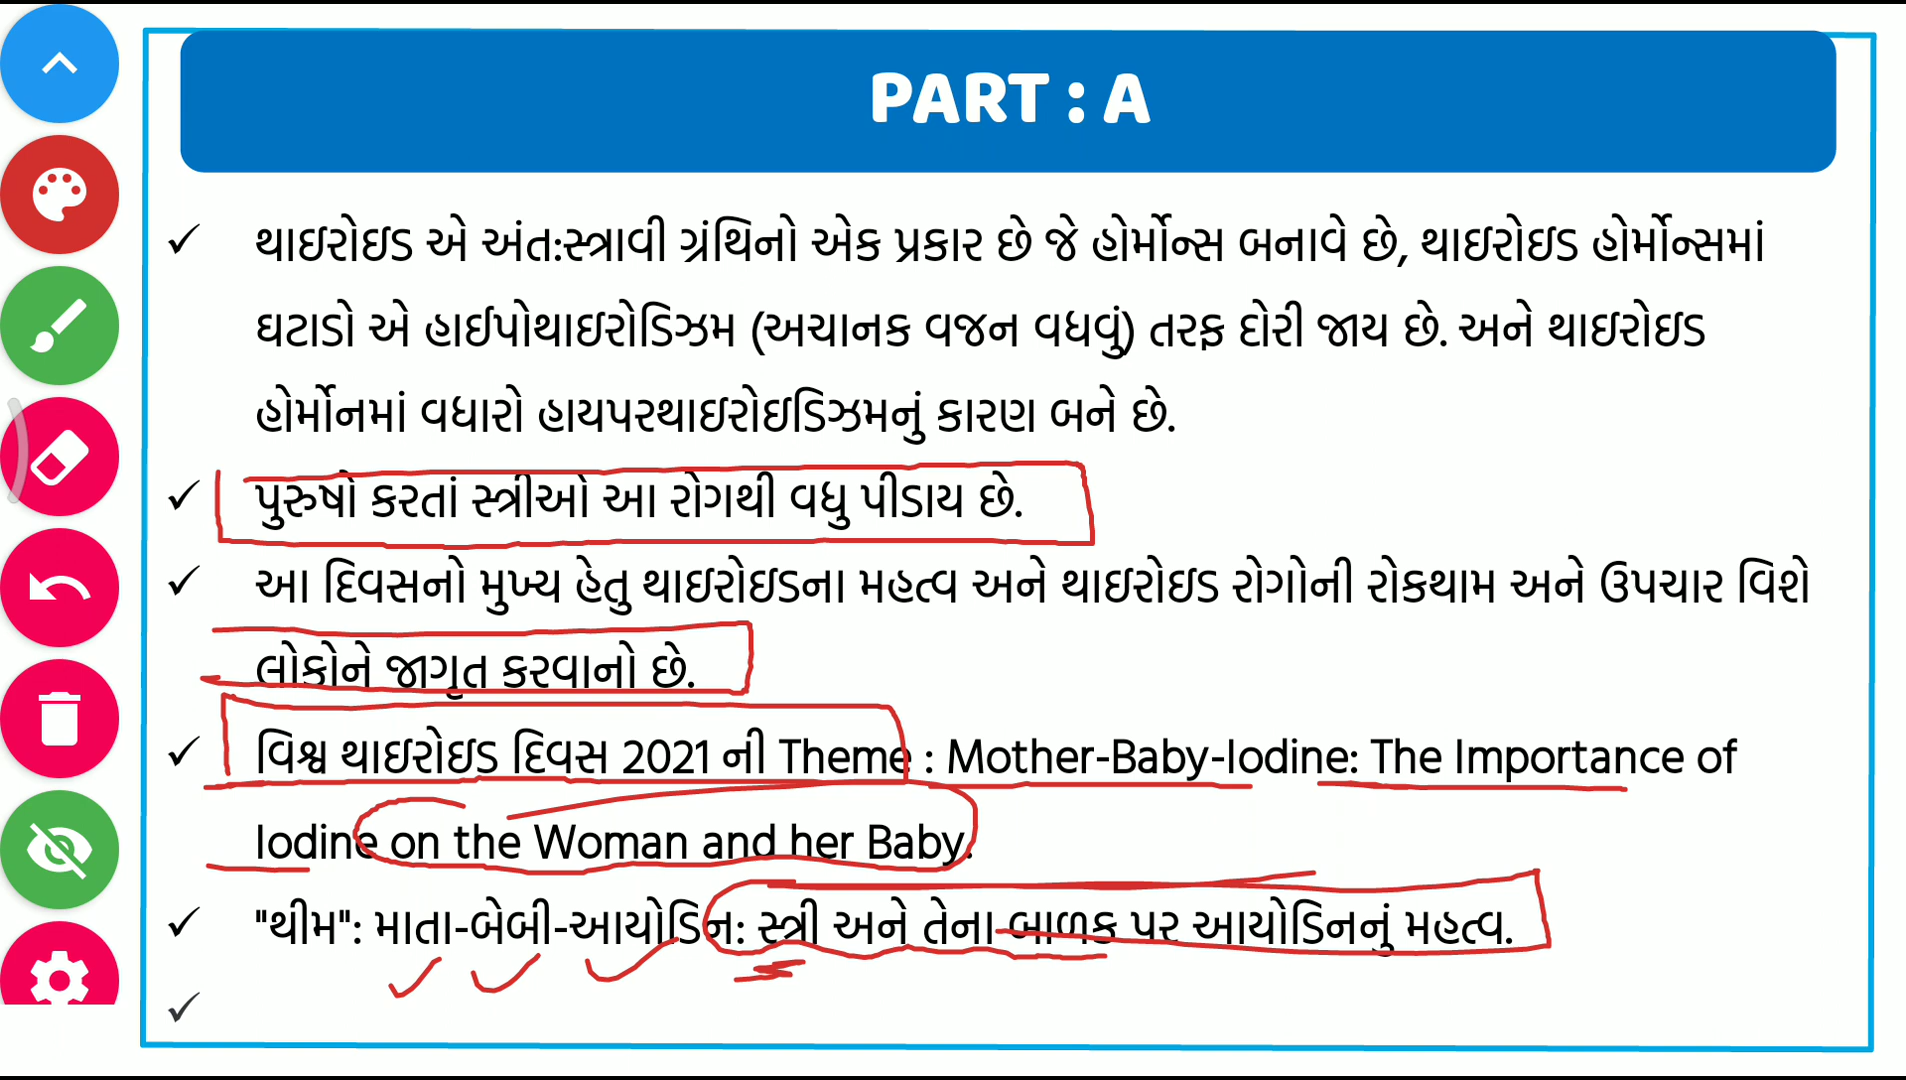 PART : A
✓ થાઇરોઇડ એ અંત:સ્ત્રાવી ગ્રંથિનો એક પ્રકાર છે જે હોર્મોન્સ બનાવે છે, થાઇરોઇડ હોર્મોન્સમાં
ઘટાડો એ હાઈપોથાઇરોડિઝમ (અચાનક વજન વધવું) તરફ દોરી જાય છે. અને થાઇરોઇડ
હોર્મોનમાં વધારો હાયપરથાઇરોઇડિઝમનું કારણ બને છે.
✓ પુરુષો કરતાં સ્ત્રીઓ આ રોગથી વધુ પીડાય છે.
✓ આ દિવસનો મુખ્ય હેતુ થાઇરોઇડના મહત્વ અને થાઇરોઇડ રોગોની રોકથામ અને ઉપચાર વિશે
લોકોને જાગૃત કરવાનો છે.
✓ વિશ્વ થાઇરોઇડ દિવસ 2021 ની Theme : Mother-Baby-Iodine: The Importance of
Iodine on the Woman and her Baby.
✓ "થીમ": માતા-બેબી-આયોડિન: સ્ત્રી અને તેના બાળક પર આયોડિનનું મહત્વ.
✓